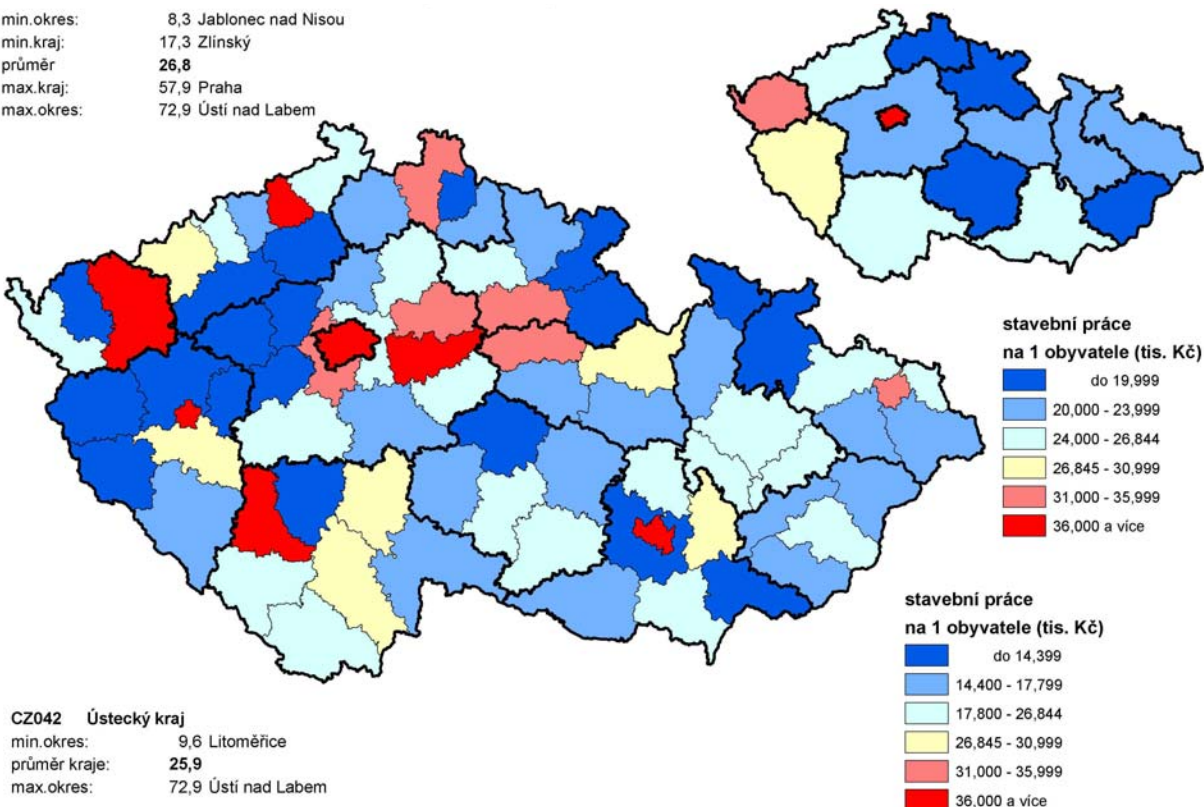 min.okres: 8,3 Jablonec nad Nisou
min.kraj: 17,3 Zlínský
průměr 26,8
max.kraj: 57,9 Praha
max.okres: 72,9 Ústí nad Labem
stavební práce
na 1 obyvatele (tis. Kč)
do 19,999
20,000 - 23,999
24,000 - 26,844
26,845 - 30,999
31,000 - 35,999
36,000 a více
stavební práce
na 1 obyvatele (tis. Kč)
do 14,399
14,400 - 17,799
17,800 - 26,844
26,845 - 30,999
31,000 - 35,999
36,000 a více
CZ042 Ústecký kraj
min.okres: 9,6 Litoměřice
průměr kraje: 25,9
max.okres: 72,9 Ústí nad Labem